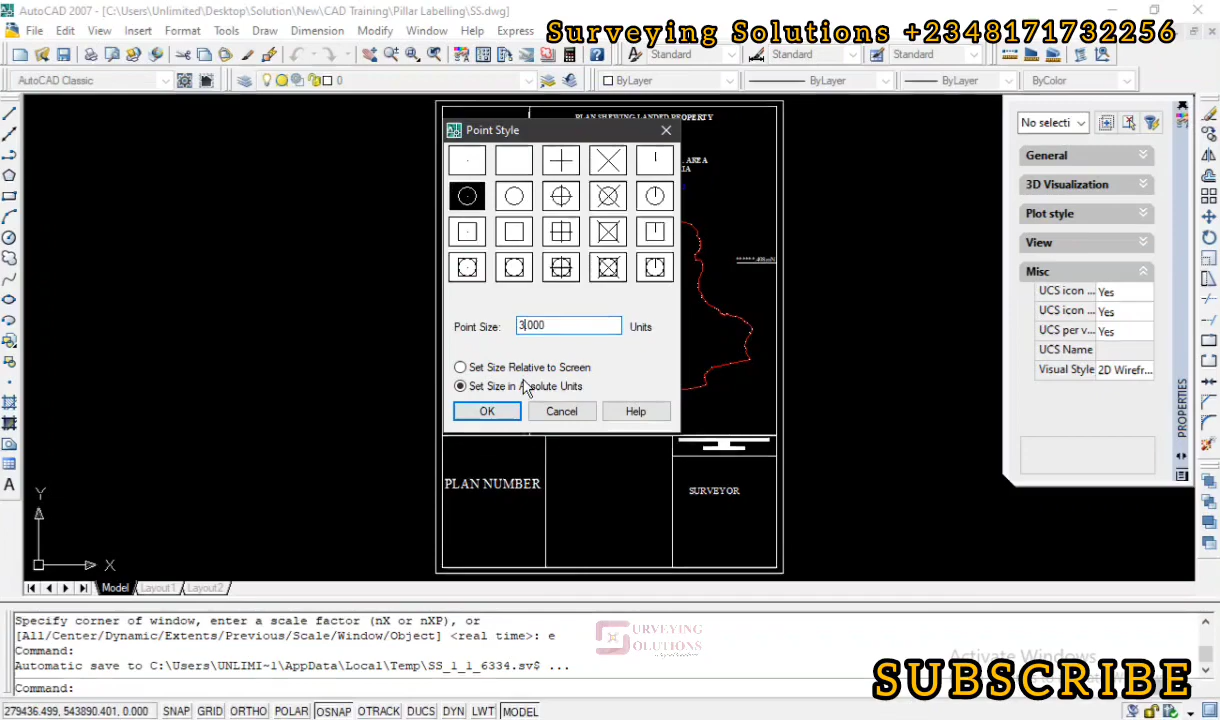 AutoCAD 2007 - [C:\Users\Unlimited\Desktop\Solution\New\CAD Training\Pillar Labelling\SS.dwg]
File Edit View Insert Format Tools Draw Dimension Modify Window Help Express
Surveying Solutions +2348171732256
Standard Standard Standard
AutoCAD Classic 0 ByLayer ByLayer ByLayer ByColor
PLAN SHEWING LANDED PROPERTY
Point Style
AREA
Point Size: 3.000 Units
Set Size Relative to Screen
Set Size in Absolute Units
OK Cancel Help
No selecti
General
3D Visualization
Plot style
View
Misc
UCS icon ... Yes
UCS icon ... Yes
UCS per v... Yes
UCS Name
Visual Style 2D Wirefr...
PROPERTIES
PLAN NUMBER
SURVEYOR
Y
X
A
Model Layout1 Layout2
Specify corner of window, enter a scale factor (nX or nXP), or
[All/Center/Dynamic/Extents/Previous/Scale/Window/Object] <real time>: e
Command:
Automatic save to C:\Users\UNLIMI~1\AppData\Local\Temp\SS_1_1_6334.sv$ ...
Command:
SURVEYING
SOLUTIONS
Activate Windows
SUBSCRIBE
279436.499, 543890.401, 0.000 SNAP GRID ORTHO POLAR OSNAP OTRACK DUCS DYN LWT MODEL